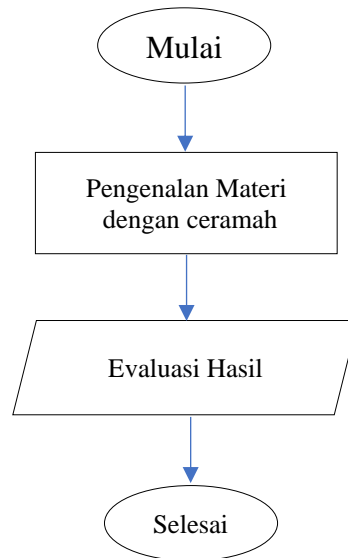 Mulai
Pengenalan Materi
dengan ceramah
Evaluasi Hasil
Selesai